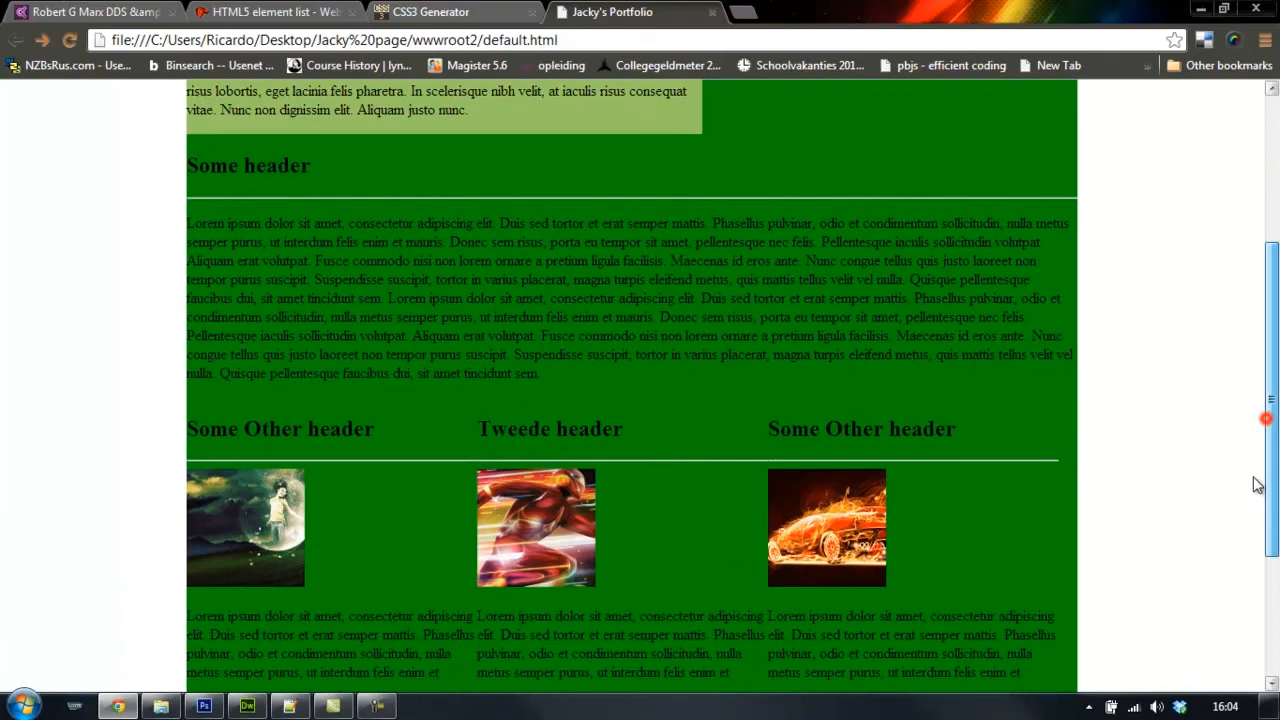 Robert G Marx DDS &amp
HTML5 element list - Web
CSS3 Generator
Jacky's Portfolio
file:///C:/Users/Ricardo/Desktop/Jacky%20page/wwwroot2/default.html
NZBsRus.com - Use...
Binsearch -- Usenet ...
Course History | lyn...
Magister 5.6
opleiding
Collegegeldmeter 2...
Schoolvakanties 201...
pbjs - efficient coding
New Tab
»
Other bookmarks
risus lobortis, eget lacinia felis pharetra. In scelerisque nibh velit, at iaculis risus consequat
vitae. Nunc non dignissim elit. Aliquam justo nunc.
Some header
Lorem ipsum dolor sit amet, consectetur adipiscing elit. Duis sed tortor et erat semper mattis. Phasellus pulvinar, odio et condimentum sollicitudin, nulla metus
semper purus, ut interdum felis enim et mauris. Donec sem risus, porta eu tempor sit amet, pellentesque nec felis. Pellentesque iaculis sollicitudin volutpat.
Aliquam erat volutpat. Fusce commodo nisi non lorem ornare a pretium ligula facilisis. Maecenas id eros ante. Nunc congue tellus quis justo laoreet non
tempor purus suscipit. Suspendisse suscipit, tortor in varius placerat, magna turpis eleifend metus, quis mattis tellus velit vel nulla. Quisque pellentesque
faucibus dui, sit amet tincidunt sem. Lorem ipsum dolor sit amet, consectetur adipiscing elit. Duis sed tortor et erat semper mattis. Phasellus pulvinar, odio et
condimentum sollicitudin, nulla metus semper purus, ut interdum felis enim et mauris. Donec sem risus, porta eu tempor sit amet, pellentesque nec felis.
Pellentesque iaculis sollicitudin volutpat. Aliquam erat volutpat. Fusce commodo nisi non lorem ornare a pretium ligula facilisis. Maecenas id eros ante. Nunc
congue tellus quis justo laoreet non tempor purus suscipit. Suspendisse suscipit, tortor in varius placerat, magna turpis eleifend metus, quis mattis tellus velit vel
nulla. Quisque pellentesque faucibus dui, sit amet tincidunt sem.
Some Other header
Tweede header
Some Other header
Lorem ipsum dolor sit amet, consectetur adipiscing
elit. Duis sed tortor et erat semper mattis. Phasellus
pulvinar, odio et condimentum sollicitudin, nulla
metus semper purus, ut interdum felis enim et
Lorem ipsum dolor sit amet, consectetur adipiscing
elit. Duis sed tortor et erat semper mattis. Phasellus
pulvinar, odio et condimentum sollicitudin, nulla
metus semper purus, ut interdum felis enim et
Lorem ipsum dolor sit amet, consectetur adipiscing
elit. Duis sed tortor et erat semper mattis. Phasellus
pulvinar, odio et condimentum sollicitudin, nulla
metus semper purus, ut interdum felis enim et
Ps
Dw
16:04